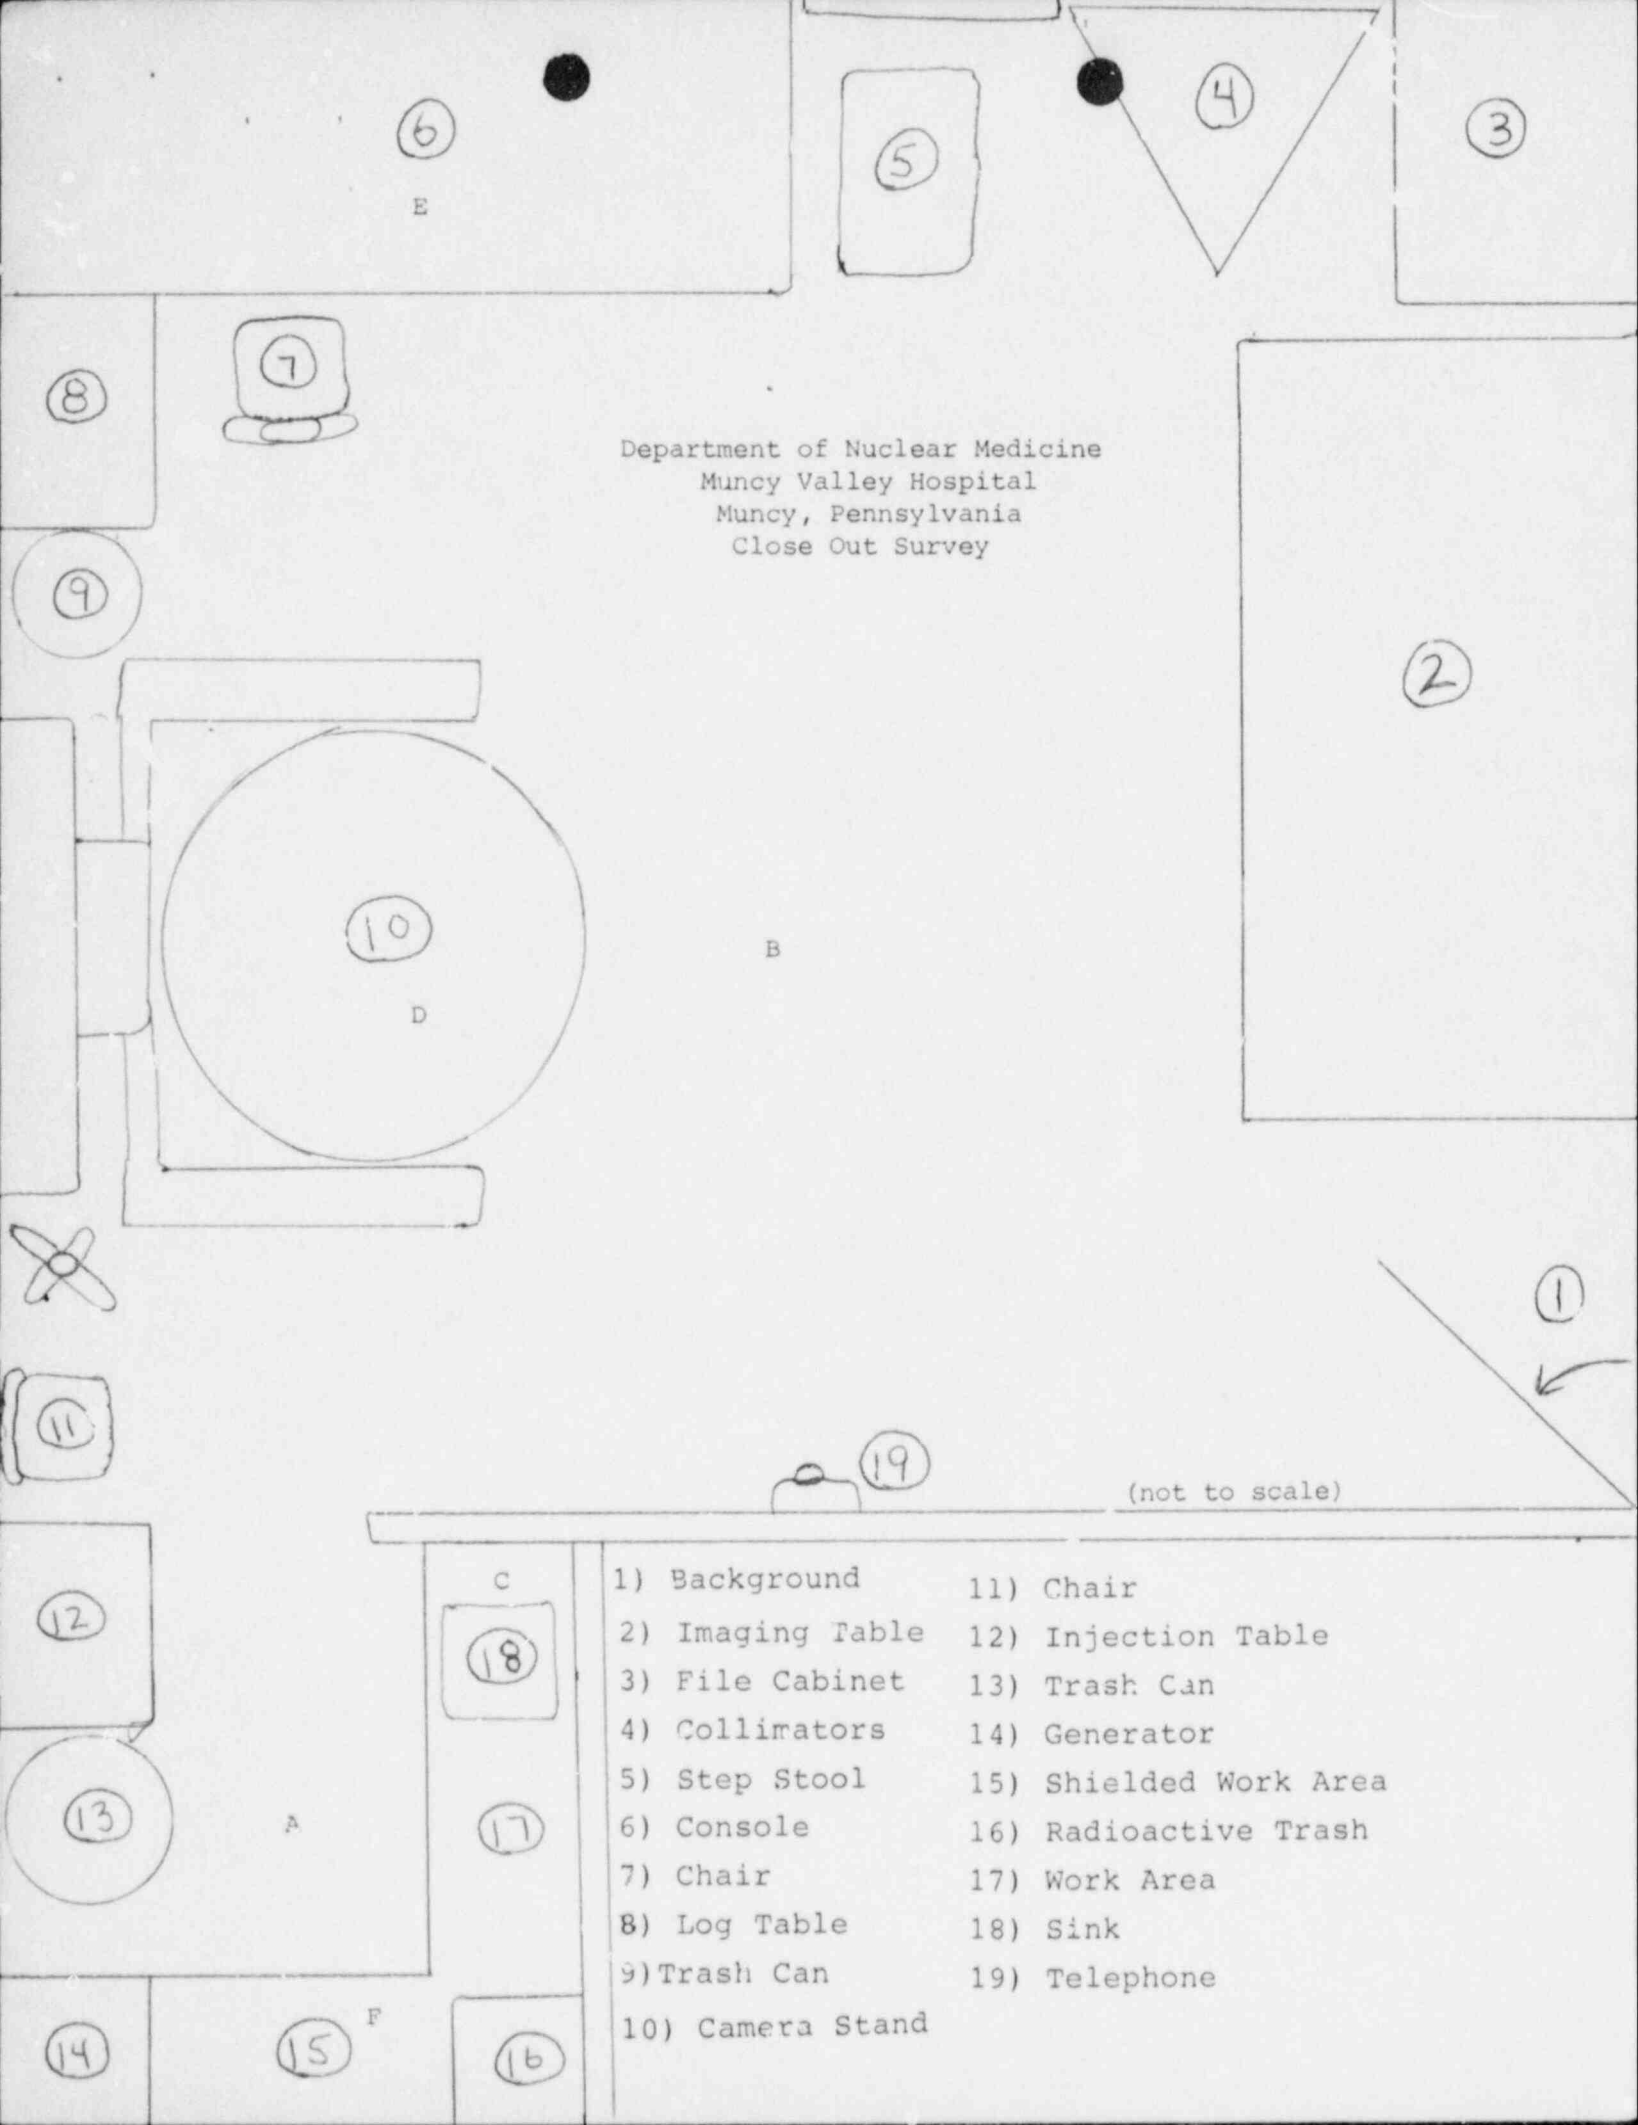 6
E
5
4
3
8
7
Department of Nuclear Medicine
Muncy Valley Hospital
Muncy, Pennsylvania
Close Out Survey
9
2
10
B
D
1
11
19
(not to scale)
12
C
18
13
A
17
14
15
F
16
1) Background
2) Imaging Table
3) File Cabinet
4) Collimators
5) Step Stool
6) Console
7) Chair
8) Log Table
9)Trash Can
10) Camera Stand
11) Chair
12) Injection Table
13) Trash Can
14) Generator
15) Shielded Work Area
16) Radioactive Trash
17) Work Area
18) Sink
19) Telephone